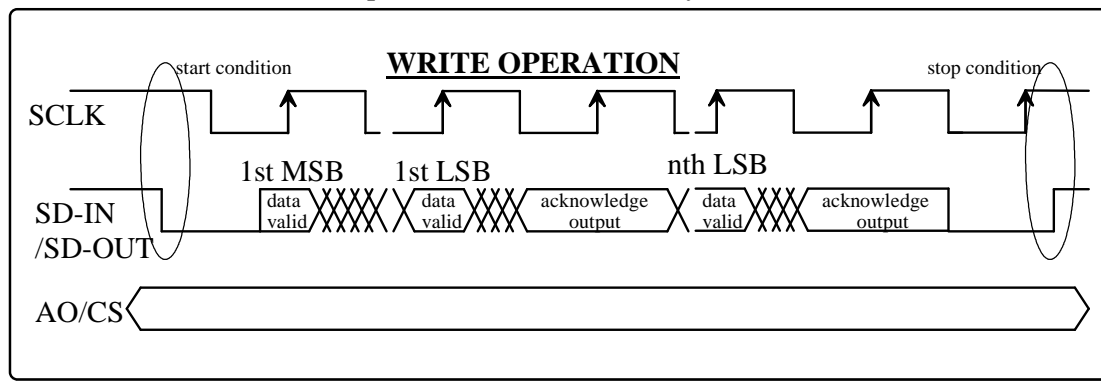 WRITE OPERATION
start condition
stop condition
SCLK
1st MSB
1st LSB
nth LSB
SD-IN
/SD-OUT
data
valid
data
valid
acknowledge
output
data
valid
acknowledge
output
AO/CS